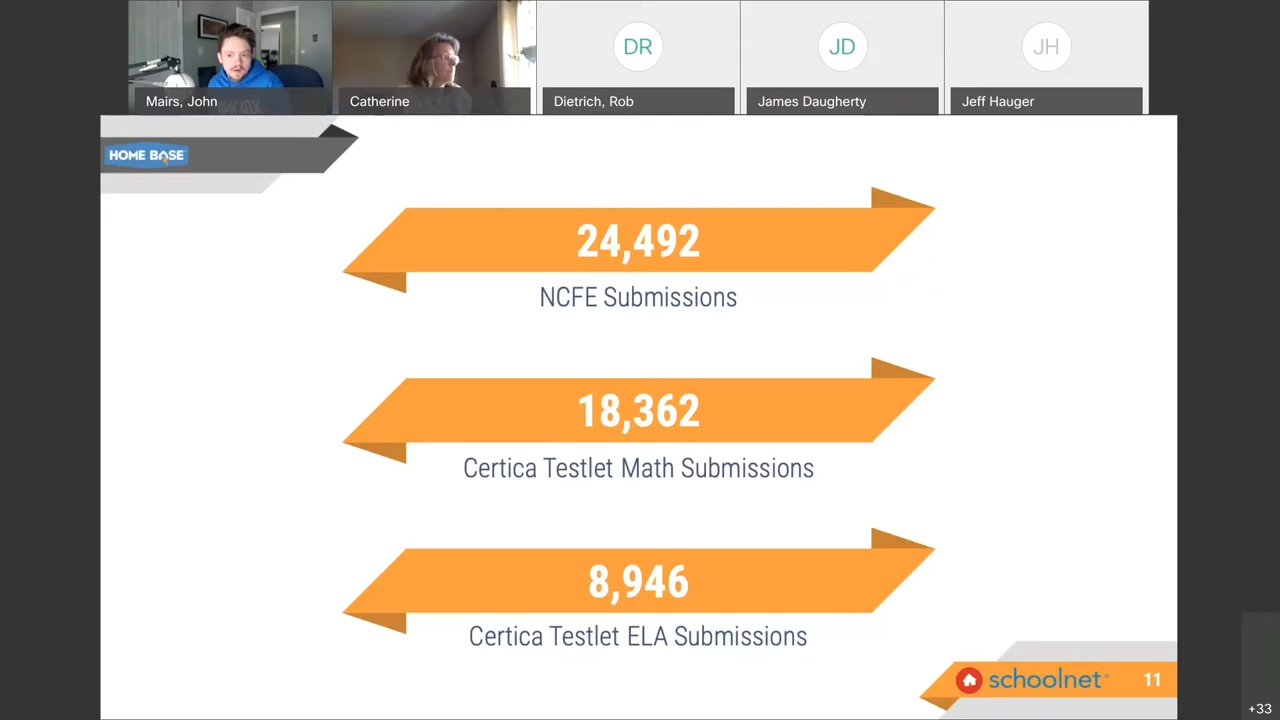 DR
JD
JH
Mairs, John
Catherine
Dietrich, Rob
James Daugherty
Jeff Hauger
HOME BASE
24,492
NCFE Submissions
18,362
Certica Testlet Math Submissions
8,946
Certica Testlet ELA Submissions
schoolnet
11
+33